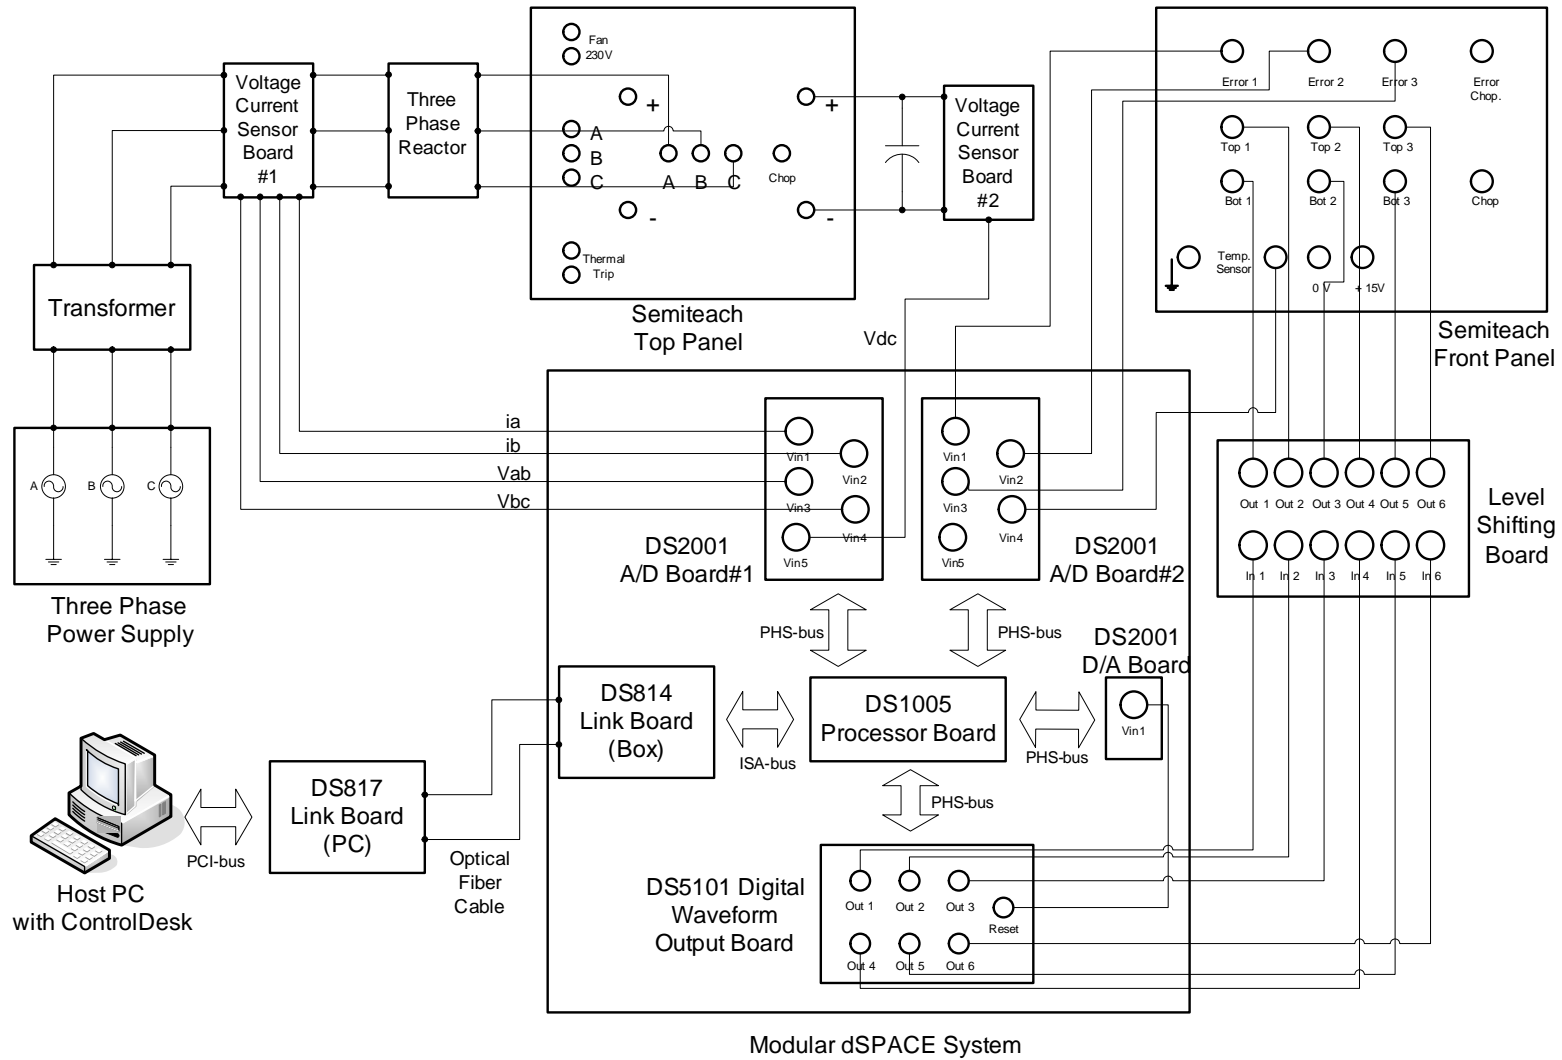 Fan
230V
Error 1
Error 2
Error 3
Error
Chop.
Voltage
Current
Sensor
Board
#1
Three
Phase
Reactor
+
+
Voltage
Current
Sensor
Board
#2
A
B
C
A
B
C
Chop
-
-
Top 1
Top 2
Top 3
Bot 1
Bot 2
Bot 3
Chop
Thermal
Trip
Temp.
Sensor
0 V
+ 15V
Transformer
Semiteach
Top Panel
Vdc
Semiteach
Front Panel
ia
ib
Vab
Vbc
Vin1
Vin2
Vin3
Vin4
Vin5
Vin1
Vin2
Vin3
Vin4
Vin5
A
B
C
DS2001
A/D Board#1
DS2001
A/D Board#2
Out 1
Out 2
Out 3
Out 4
Out 5
Out 6
In 1
In 2
In 3
In 4
In 5
In 6
Level
Shifting
Board
Three Phase
Power Supply
PHS-bus
PHS-bus
DS2001
D/A Board
Vin1
DS814
Link Board
(Box)
ISA-bus
DS1005
Processor Board
PHS-bus
PHS-bus
DS817
Link Board
(PC)
PCI-bus
Optical
Fiber
Cable
Host PC
with ControlDesk
DS5101 Digital
Waveform
Output Board
Out 1
Out 2
Out 3
Reset
Out 4
Out 5
Out 6
Modular dSPACE System